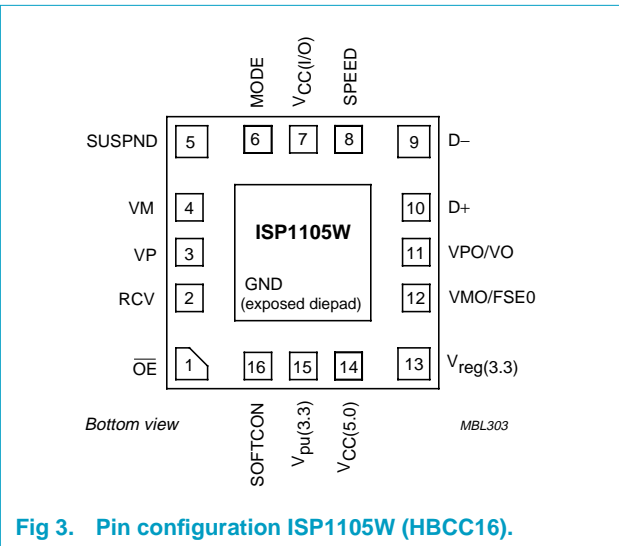 MODE
VCC(I/O)
SPEED
SUSPND 5 6 7 8 9 D−
VM 4 10 D+
ISP1105W
VP 3 11 VPO/VO
GND
(exposed diepad)
RCV 2 12 VMO/FSE0
OE 1 16 15 14 13 Vreg(3.3)
Bottom view
SOFTCON
Vpu(3.3)
VCC(5.0)
MBL303
Fig 3. Pin configuration ISP1105W (HBCC16).